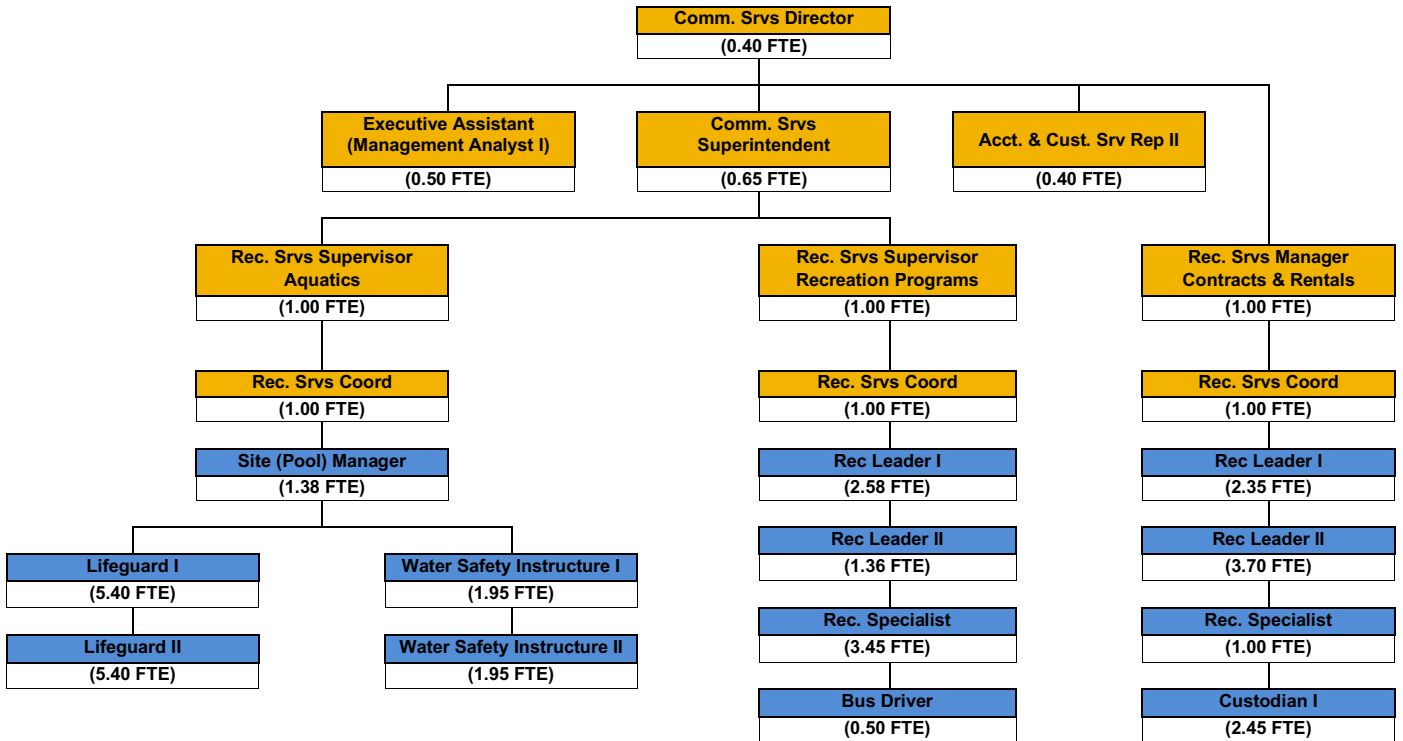 Comm. Srvs Director
(0.40 FTE)
Executive Assistant
(Management Analyst I)
(0.50 FTE)
Comm. Srvs
Superintendent
(0.65 FTE)
Acct. & Cust. Srv Rep II
(0.40 FTE)
Rec. Srvs Supervisor
Aquatics
(1.00 FTE)
Rec. Srvs Supervisor
Recreation Programs
(1.00 FTE)
Rec. Srvs Manager
Contracts & Rentals
(1.00 FTE)
Rec. Srvs Coord
(1.00 FTE)
Rec. Srvs Coord
(1.00 FTE)
Rec. Srvs Coord
(1.00 FTE)
Site (Pool) Manager
(1.38 FTE)
Rec Leader I
(2.58 FTE)
Rec Leader I
(2.35 FTE)
Lifeguard I
(5.40 FTE)
Water Safety Instructure I
(1.95 FTE)
Rec Leader II
(1.36 FTE)
Rec Leader II
(3.70 FTE)
Lifeguard II
(5.40 FTE)
Water Safety Instructure II
(1.95 FTE)
Rec. Specialist
(3.45 FTE)
Rec. Specialist
(1.00 FTE)
Bus Driver
(0.50 FTE)
Custodian I
(2.45 FTE)